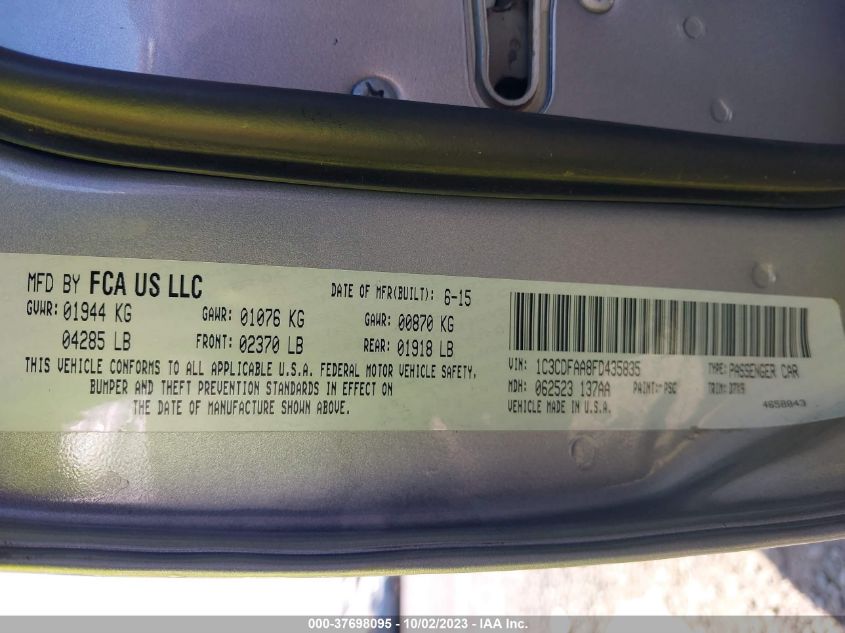 MFD BY FCA US LLC
DATE OF MFR(BUILT): 6-15
GVWR: 01944 KG
GAWR: 01076 KG
GAWR: 00870 KG
04285 LB
FRONT: 02370 LB
REAR: 01918 LB
THIS VEHICLE CONFORMS TO ALL APPLICABLE U.S.A. FEDERAL MOTOR VEHICLE SAFETY,
BUMPER AND THEFT PREVENTION STANDARDS IN EFFECT ON
THE DATE OF MANUFACTURE SHOWN ABOVE.
VIN: 1C3CDFAA8FD435835
TYPE: PASSENGER CAR
MDH: 062523 137AA
PAINT: PSC
TRIM: D7X9
VEHICLE MADE IN U.S.A.
4658843
000-37698095 - 10/02/2023 - IAA Inc.